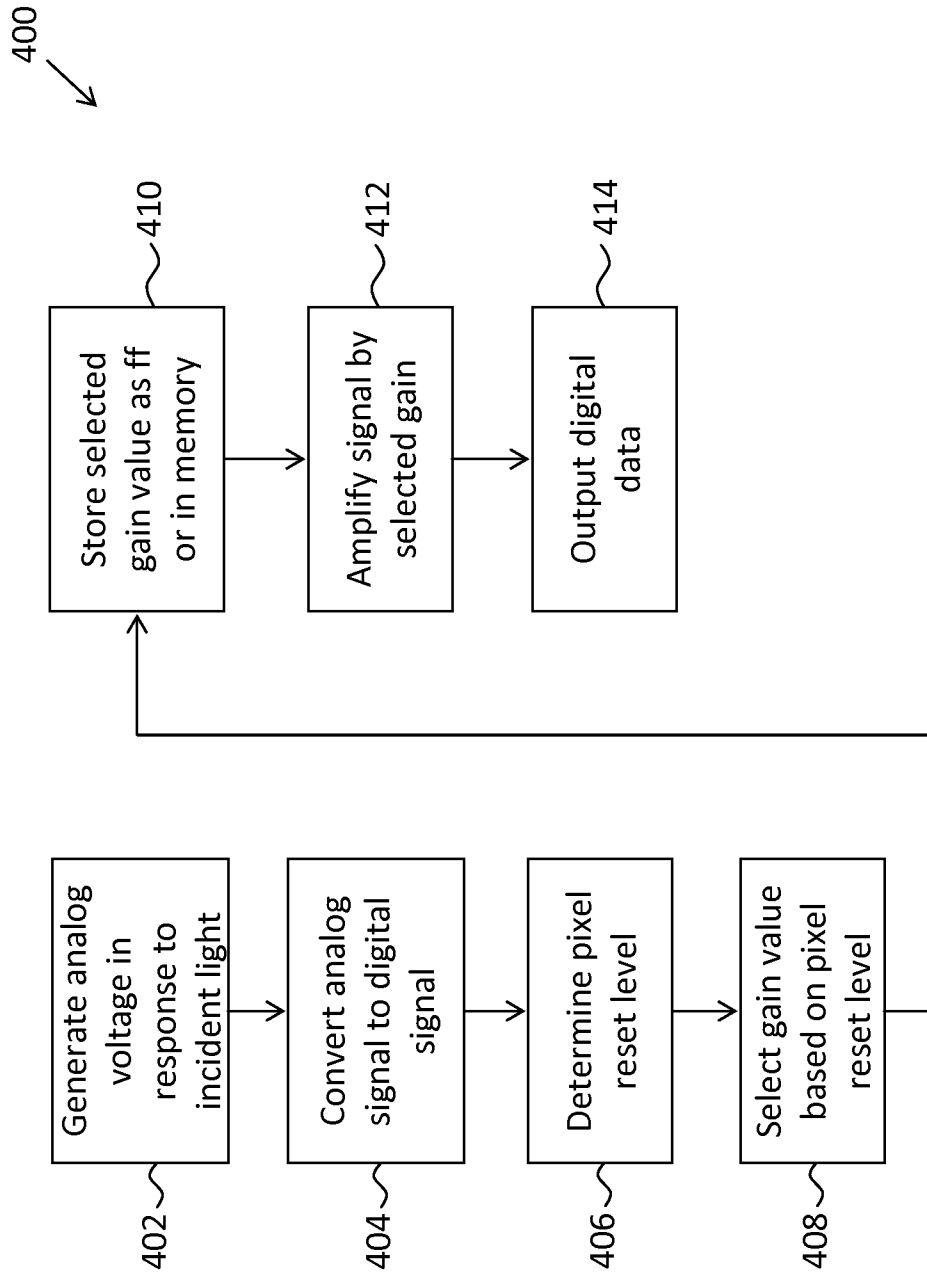 400
402
Generate analog
voltage in
response to
incident light
404
Convert analog
signal to digital
signal
406
Determine pixel
reset level
408
Select gain value
based on pixel
reset level
Store selected
gain value as ff
or in memory
410
Amplify signal by
selected gain
412
Output digital
data
414